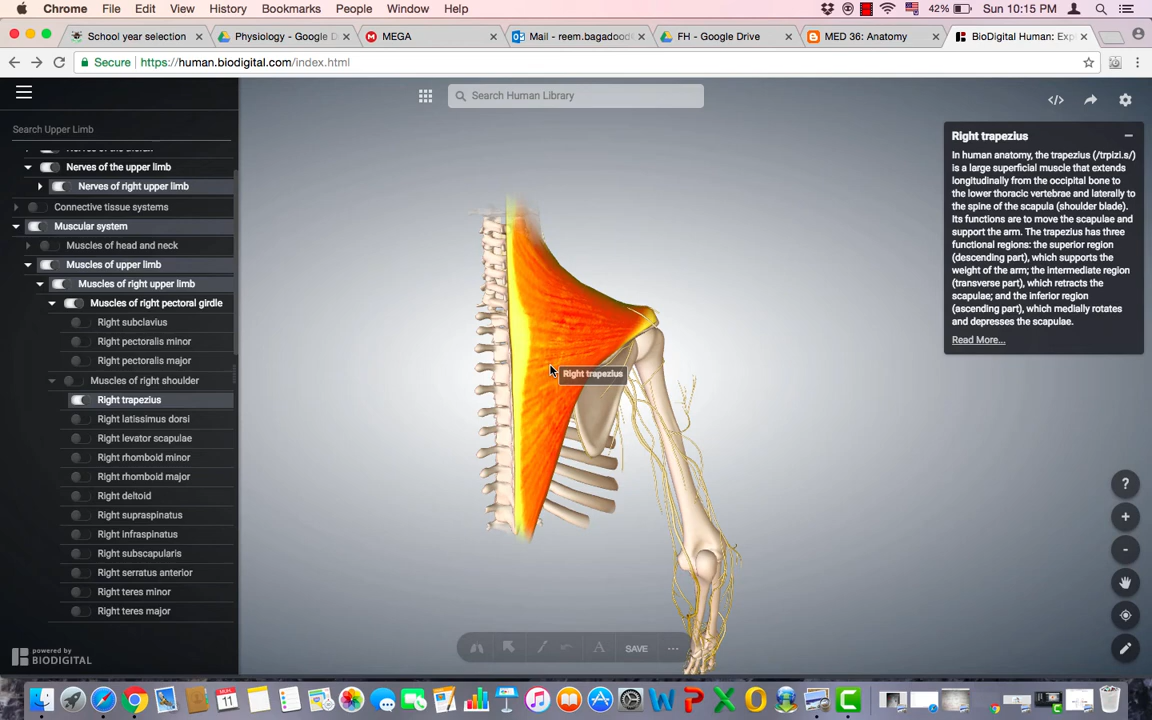 Chrome File Edit View History Bookmarks People Window Help 42% Sun 10:15 PM
School year selection Physiology - Google D MEGA Mail - reem.bagadood FH - Google Drive MED 36: Anatomy BioDigital Human: Exp
Secure https://human.biodigital.com/index.html
Search Human Library
Search Upper Limb
Nerves of the upper limb
Nerves of right upper limb
Connective tissue systems
Muscular system
Muscles of head and neck
Muscles of upper limb
Muscles of right upper limb
Muscles of right pectoral girdle
Right subclavius
Right pectoralis minor
Right pectoralis major
Muscles of right shoulder
Right trapezius
Right latissimus dorsi
Right levator scapulae
Right rhomboid minor
Right rhomboid major
Right deltoid
Right supraspinatus
Right infraspinatus
Right subscapularis
Right serratus anterior
Right teres minor
Right teres major
powered by
BIODIGITAL
Right trapezius
Right trapezius
In human anatomy, the trapezius (/trpizi.s/)
is a large superficial muscle that extends
longitudinally from the occipital bone to
the lower thoracic vertebrae and laterally to
the spine of the scapula (shoulder blade).
Its functions are to move the scapulae and
support the arm. The trapezius has three
functional regions: the superior region
(descending part), which supports the
weight of the arm; the intermediate region
(transverse part), which retracts the
scapulae; and the inferior region
(ascending part), which medially rotates
and depresses the scapulae.
Read More...
SAVE